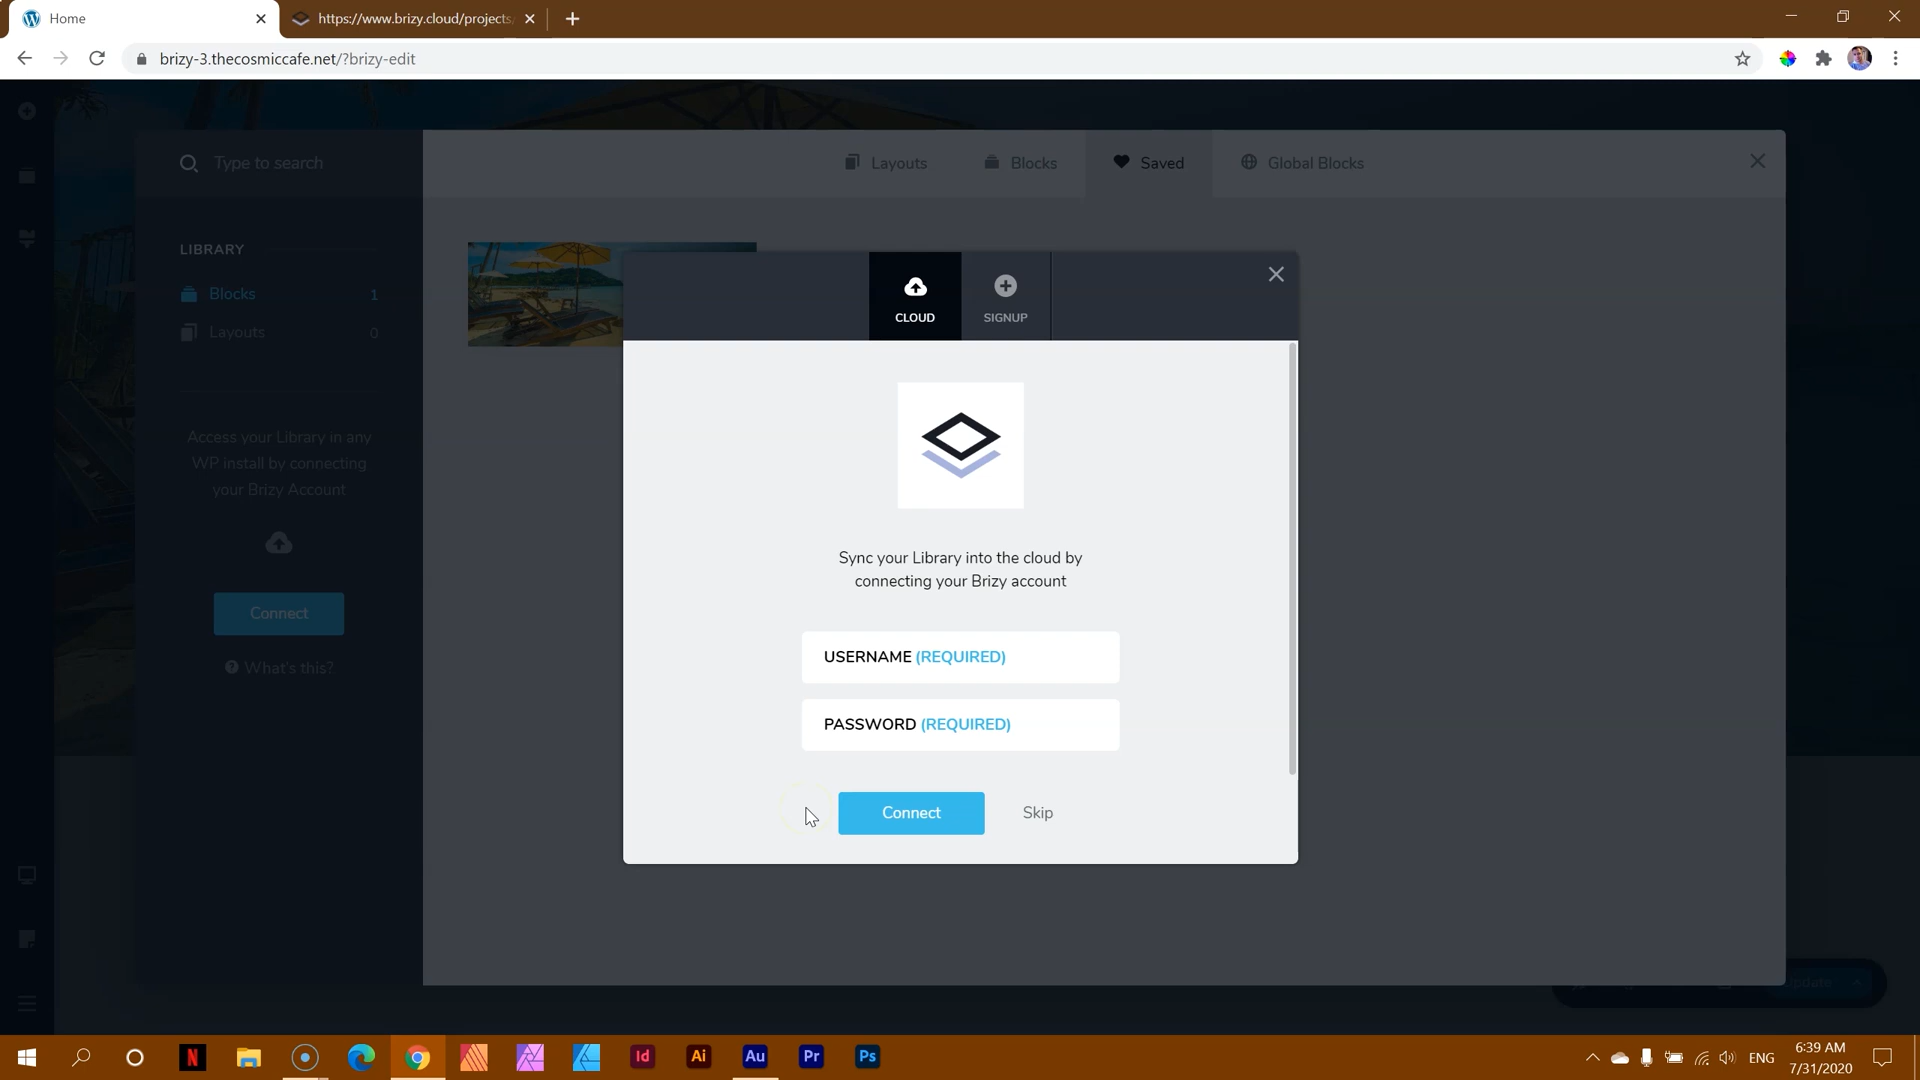 Home
https://www.brizy.cloud/projects/
brizy-3.thecosmiccafe.net/?brizy-edit
Type to search
Layouts
Blocks
Saved
Global Blocks
LIBRARY
Blocks 1
Layouts 0
Access your Library in any
WP install by connecting
your Brizy Account
Connect
What's this?
CLOUD
SIGNUP
Sync your Library into the cloud by
connecting your Brizy account
USERNAME (REQUIRED)
PASSWORD (REQUIRED)
Connect
Skip
Update
N
Id
Ai
Au
Pr
Ps
ENG
6:39 AM
7/31/2020